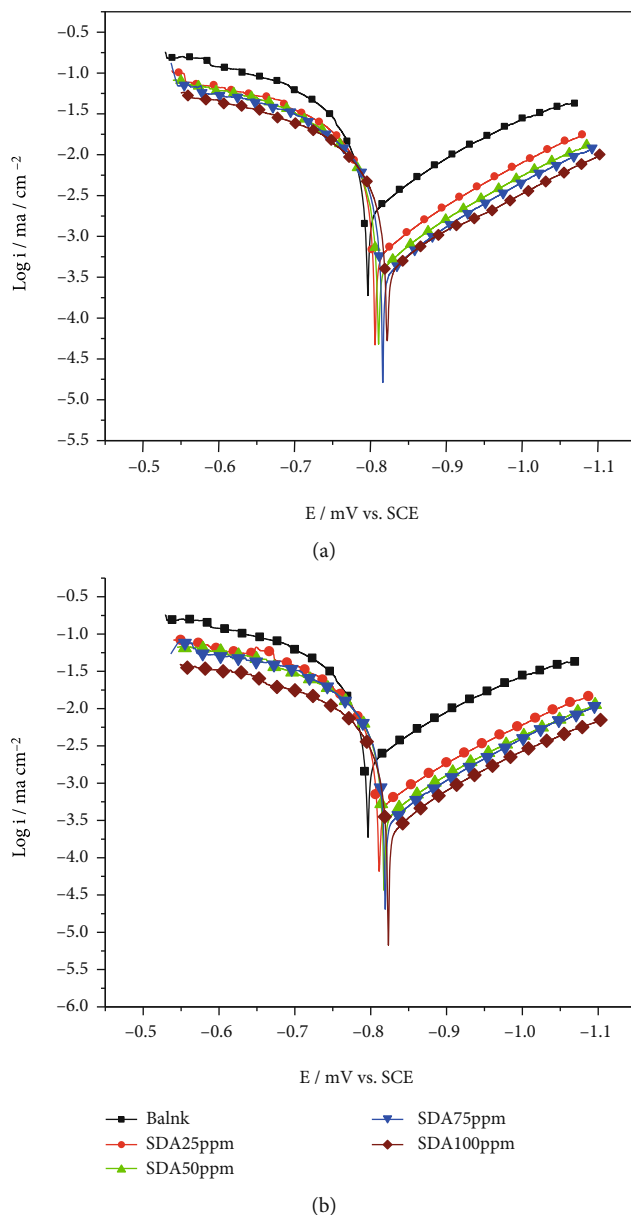 −0.5
−1.0
−1.5
−2.0
−2.5
−3.0
−3.5
−4.0
−4.5
−5.0
−5.5
Log i / ma / cm −2
−0.5 −0.6 −0.7 −0.8 −0.9 −1.0 −1.1
E / mV vs. SCE
(a)
−0.5
−1.0
−1.5
−2.0
−2.5
−3.0
−3.5
−4.0
−4.5
−5.0
−5.5
−6.0
Log i / ma cm−2
−0.5 −0.6 −0.7 −0.8 −0.9 −1.0 −1.1
E / mV vs. SCE
Balnk
SDA25ppm
SDA50ppm
SDA75ppm
SDA100ppm
(b)